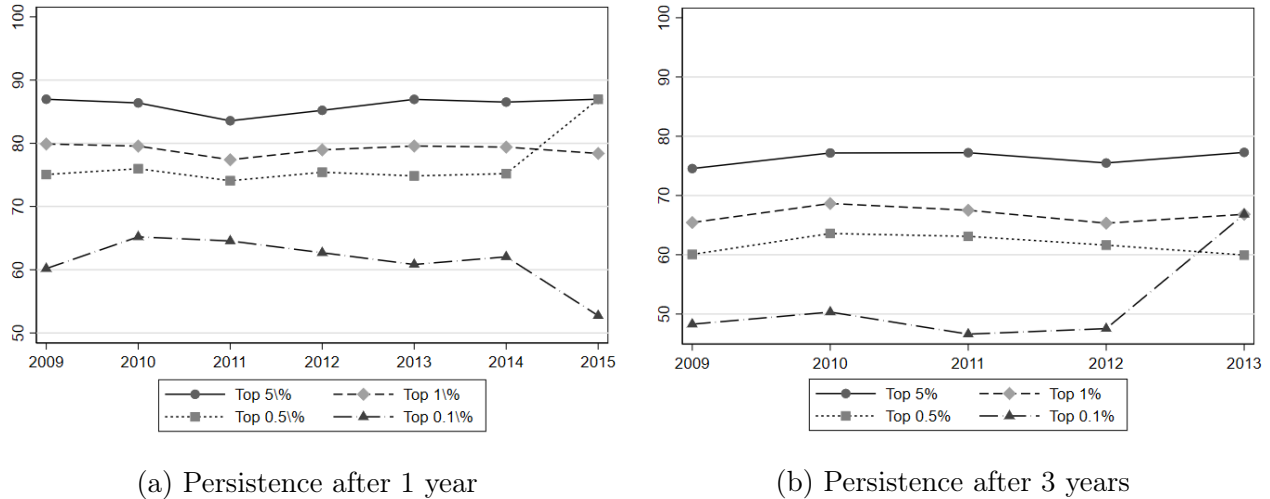 100
90
80
70
60
50
2009 2010 2011 2012 2013 2014 2015
Top 5\% Top 1\%
Top 0.5\% Top 0.1\%
(a) Persistence after 1 year
100
90
80
70
60
50
2009 2010 2011 2012 2013
Top 5% Top 1%
Top 0.5% Top 0.1%
(b) Persistence after 3 years